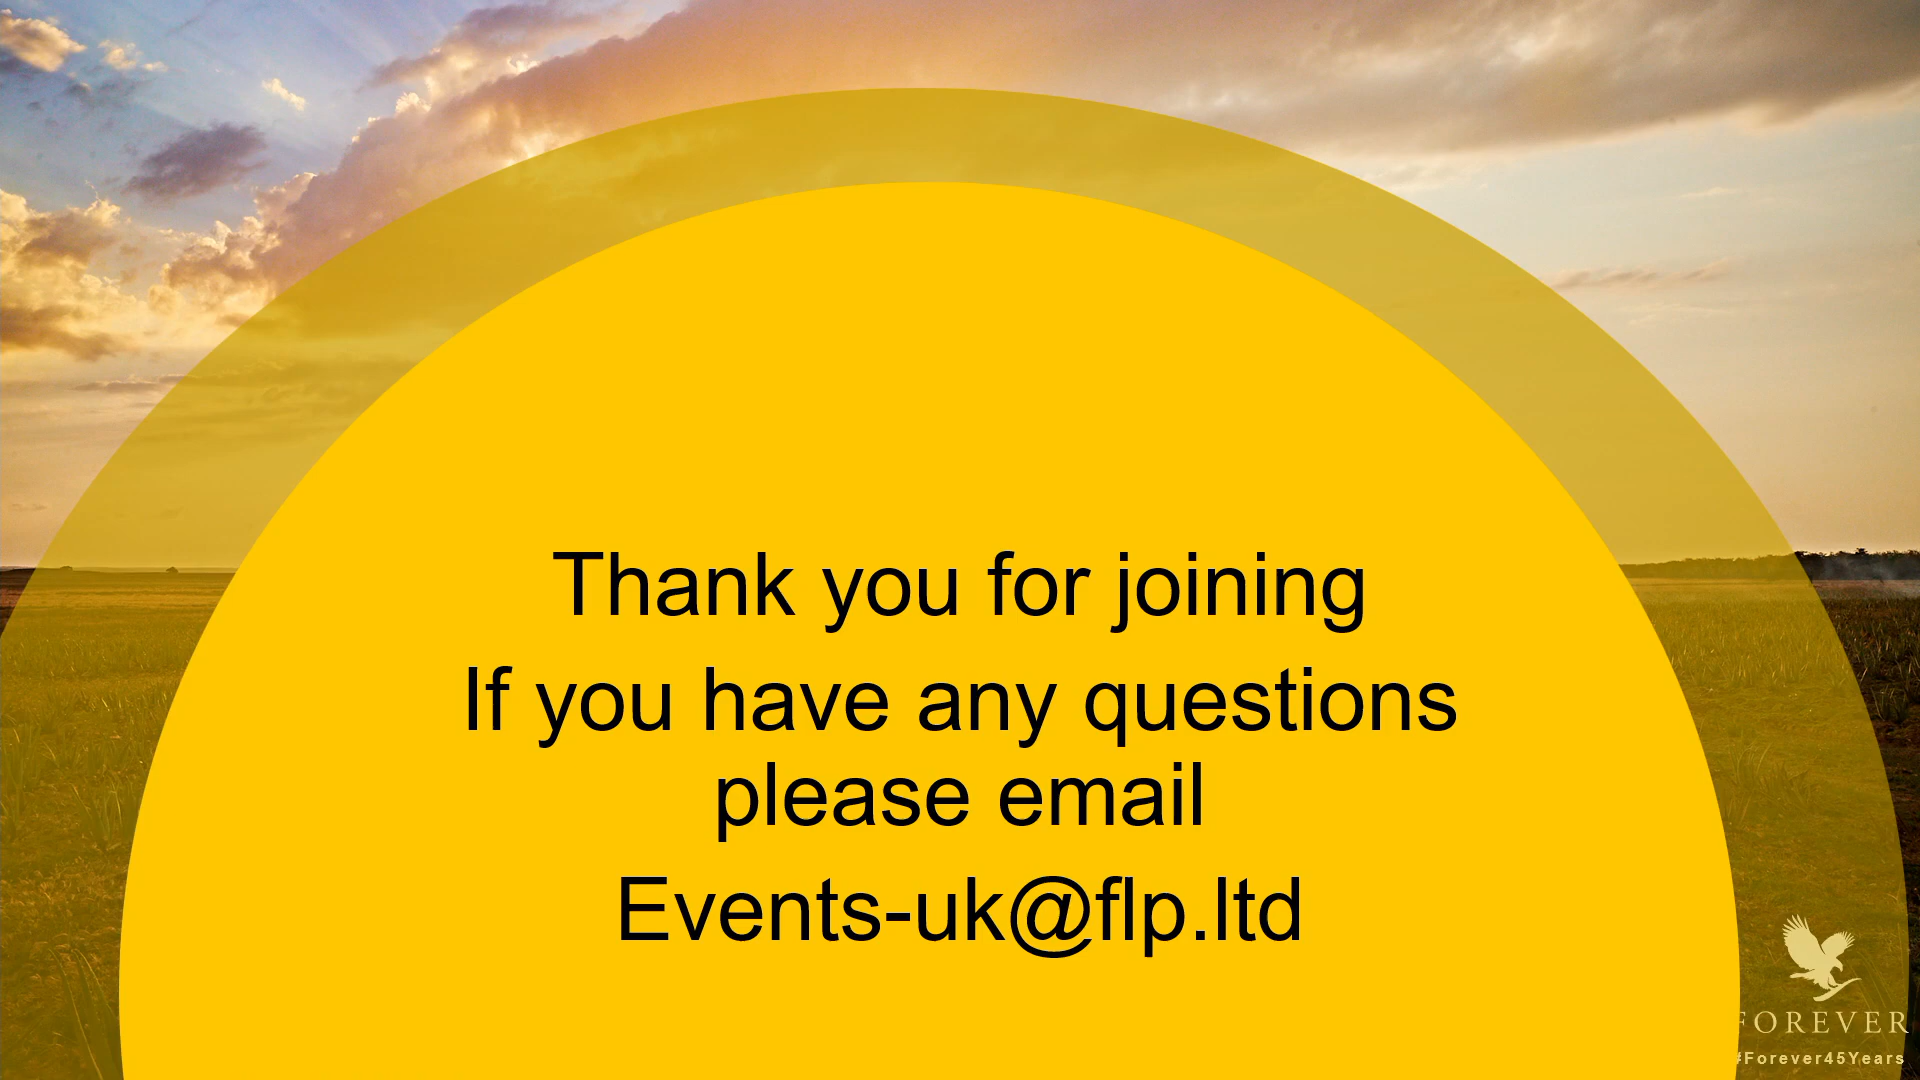 Thank you for joining
If you have any questions
please email
Events-uk@flp.ltd
FOREVER
#Forever45Years